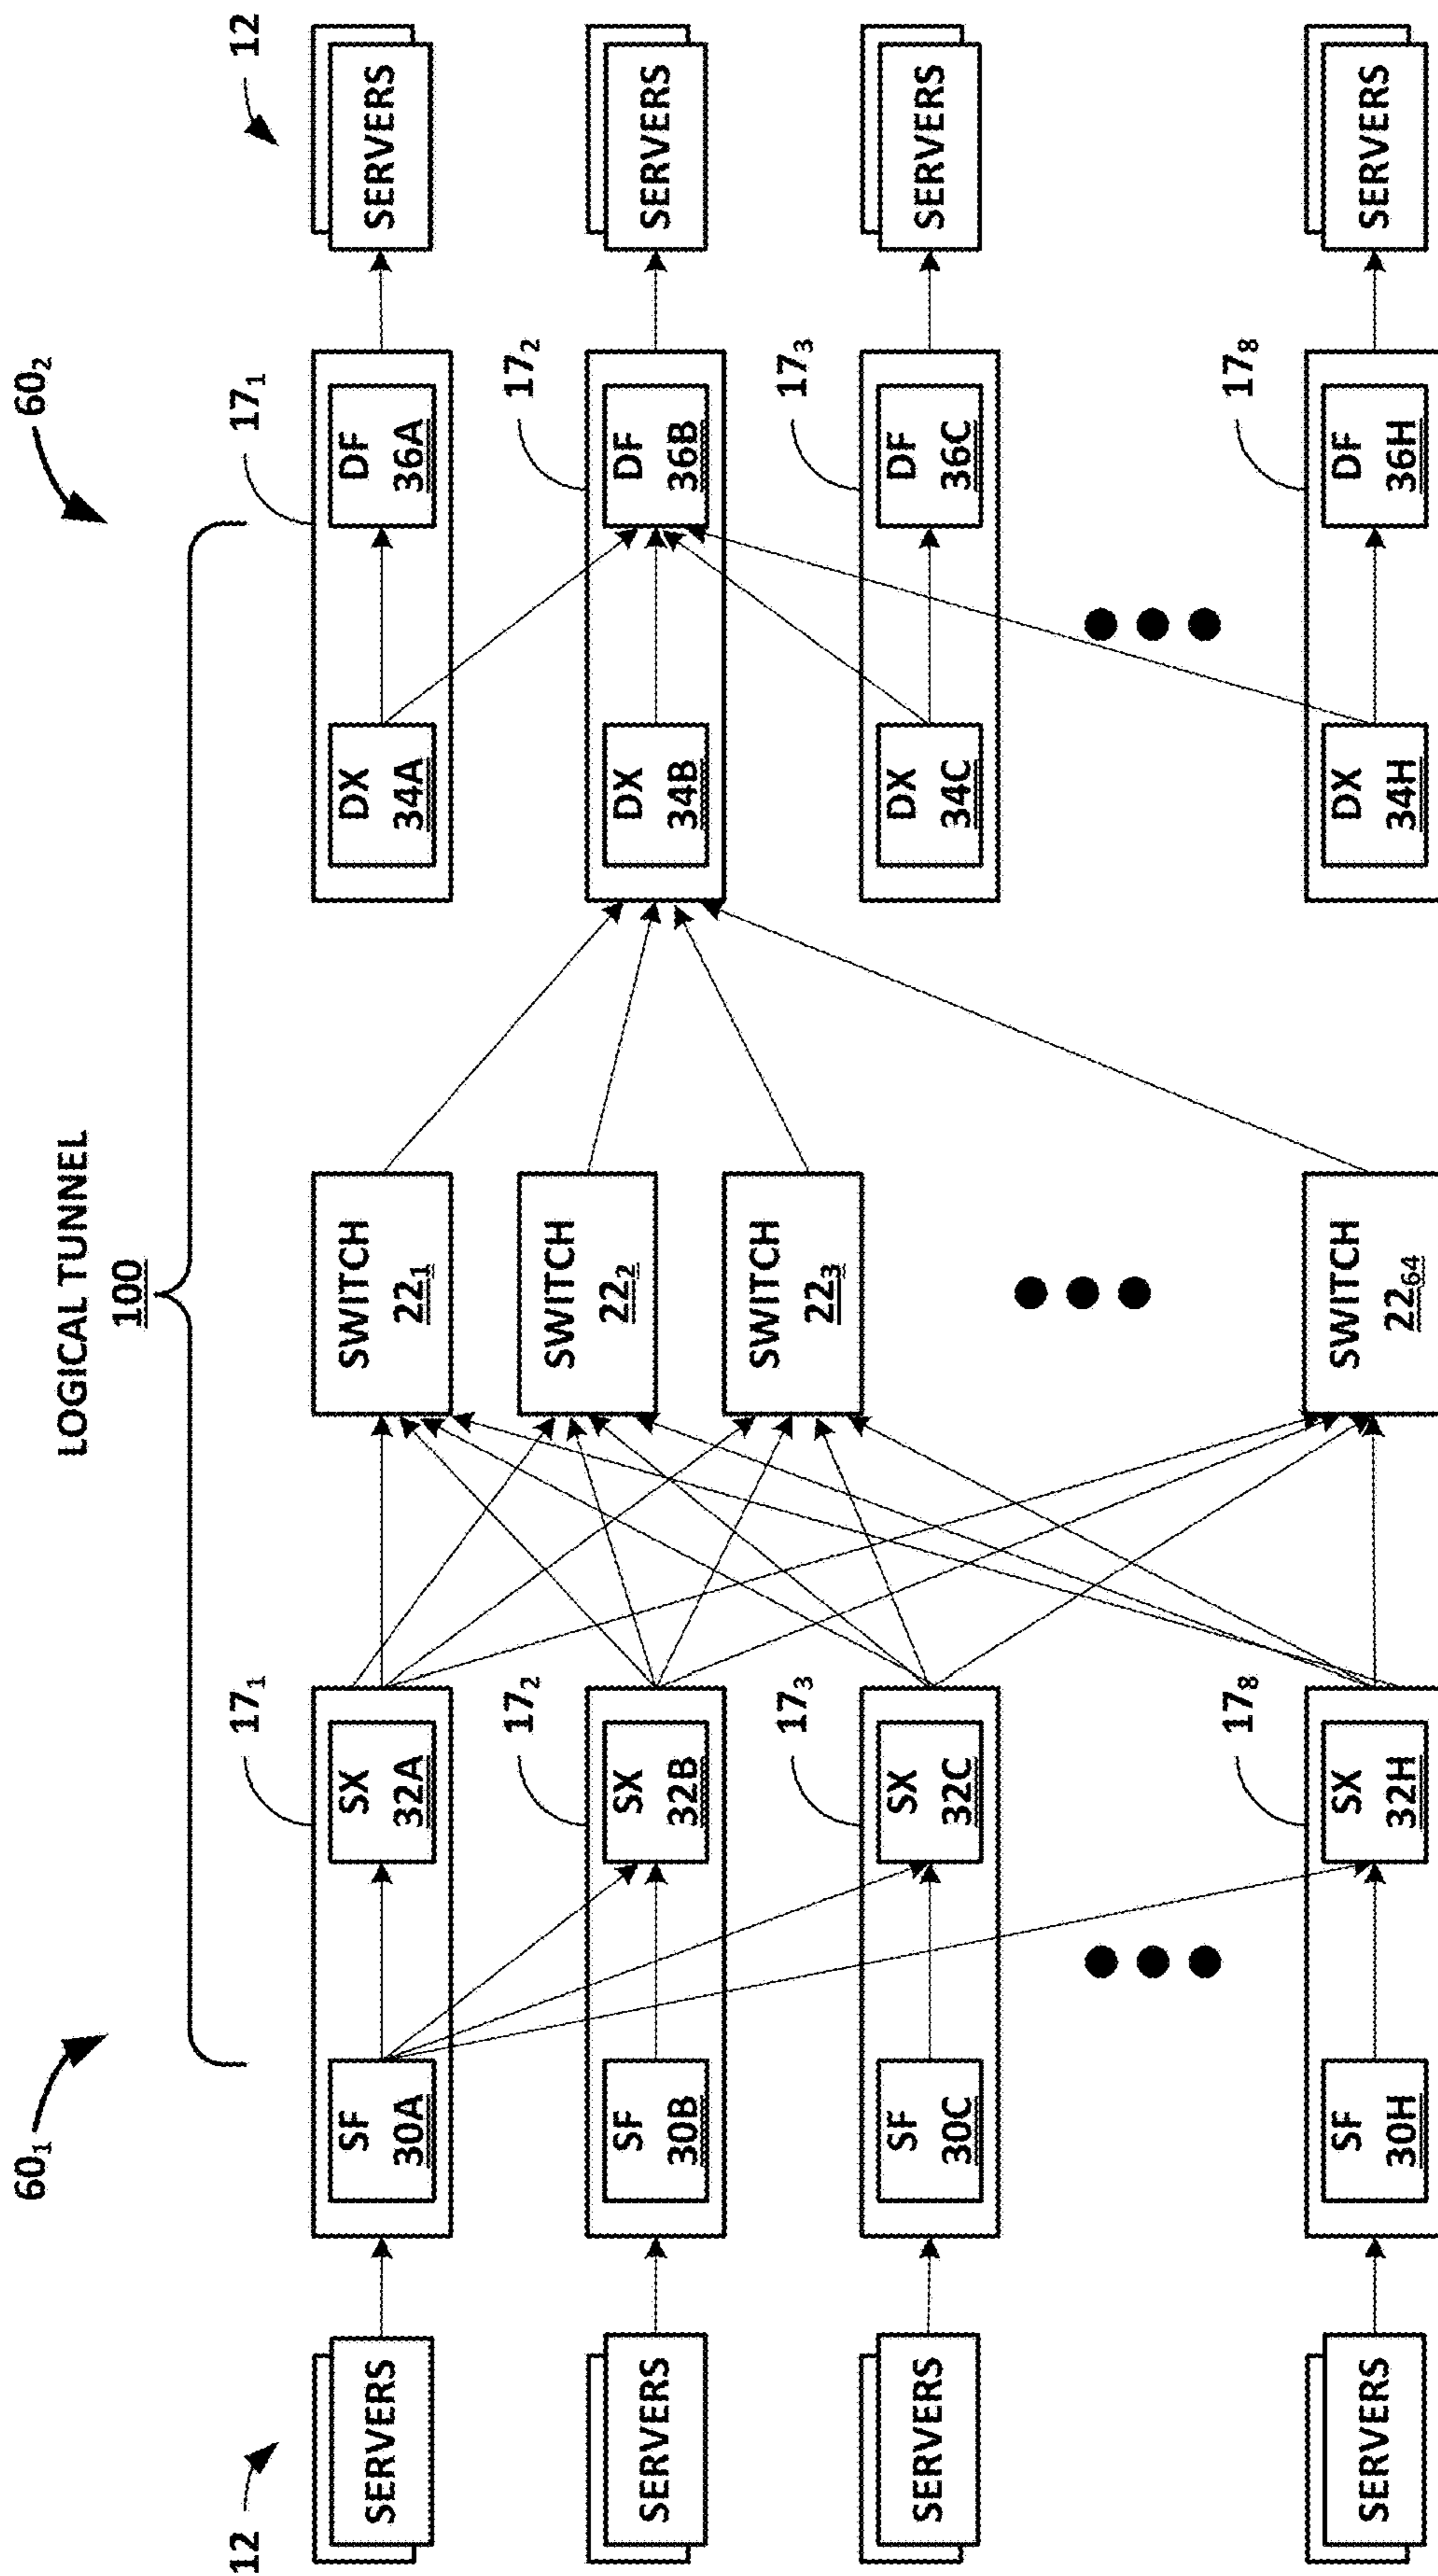 60₁
60₂
LOGICAL TUNNEL
100
12
12
17₁
17₁
SERVERS
SF
30A
SX
32A
SWITCH
22₁
DX
34A
DF
36A
SERVERS
17₂
17₂
SERVERS
SF
30B
SX
32B
SWITCH
22₂
DX
34B
DF
36B
SERVERS
17₃
17₃
SERVERS
SF
30C
SX
32C
SWITCH
22₃
DX
34C
DF
36C
SERVERS
17₈
17₈
SERVERS
SF
30H
SX
32H
SWITCH
22₆₄
DX
34H
DF
36H
SERVERS